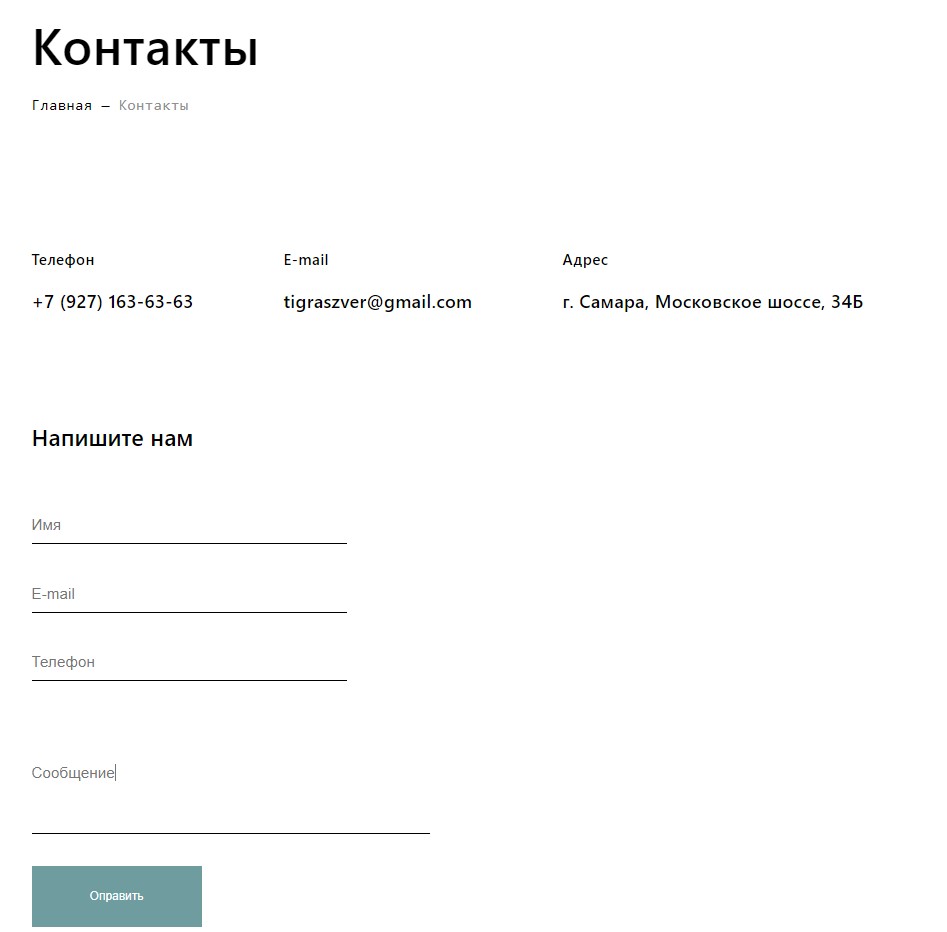 Контакты
Главная – Контакты
Телефон E-mail Адрес
+7 (927) 163-63-63 tigraszver@gmail.com г. Самара, Московское шоссе, 34Б
Напишите нам
Имя
E-mail
Телефон
Сообщение
Оправить